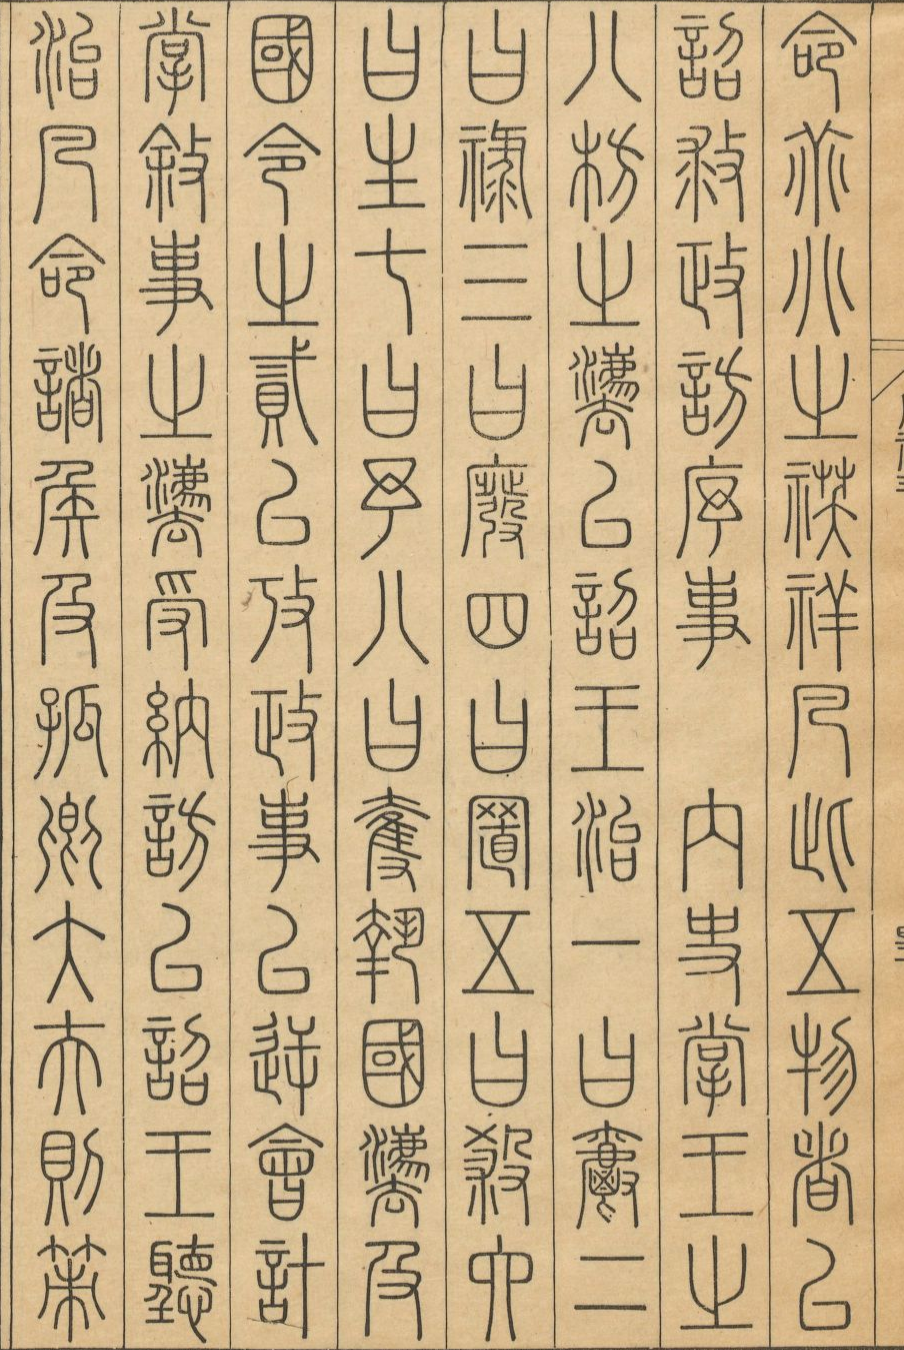 命乖別之祅祥凡此五物者以
詔救政訪序事 內史掌王之
八枋之灋以詔王治一曰爵二
曰祿三曰廢四曰置五曰殺六
曰生七曰予八曰奪執國灋及
國令之貳以攷政事以逆會計
掌敘事之灋受納訪以詔王聽
治凡命諸侯及孤卿大夫則策